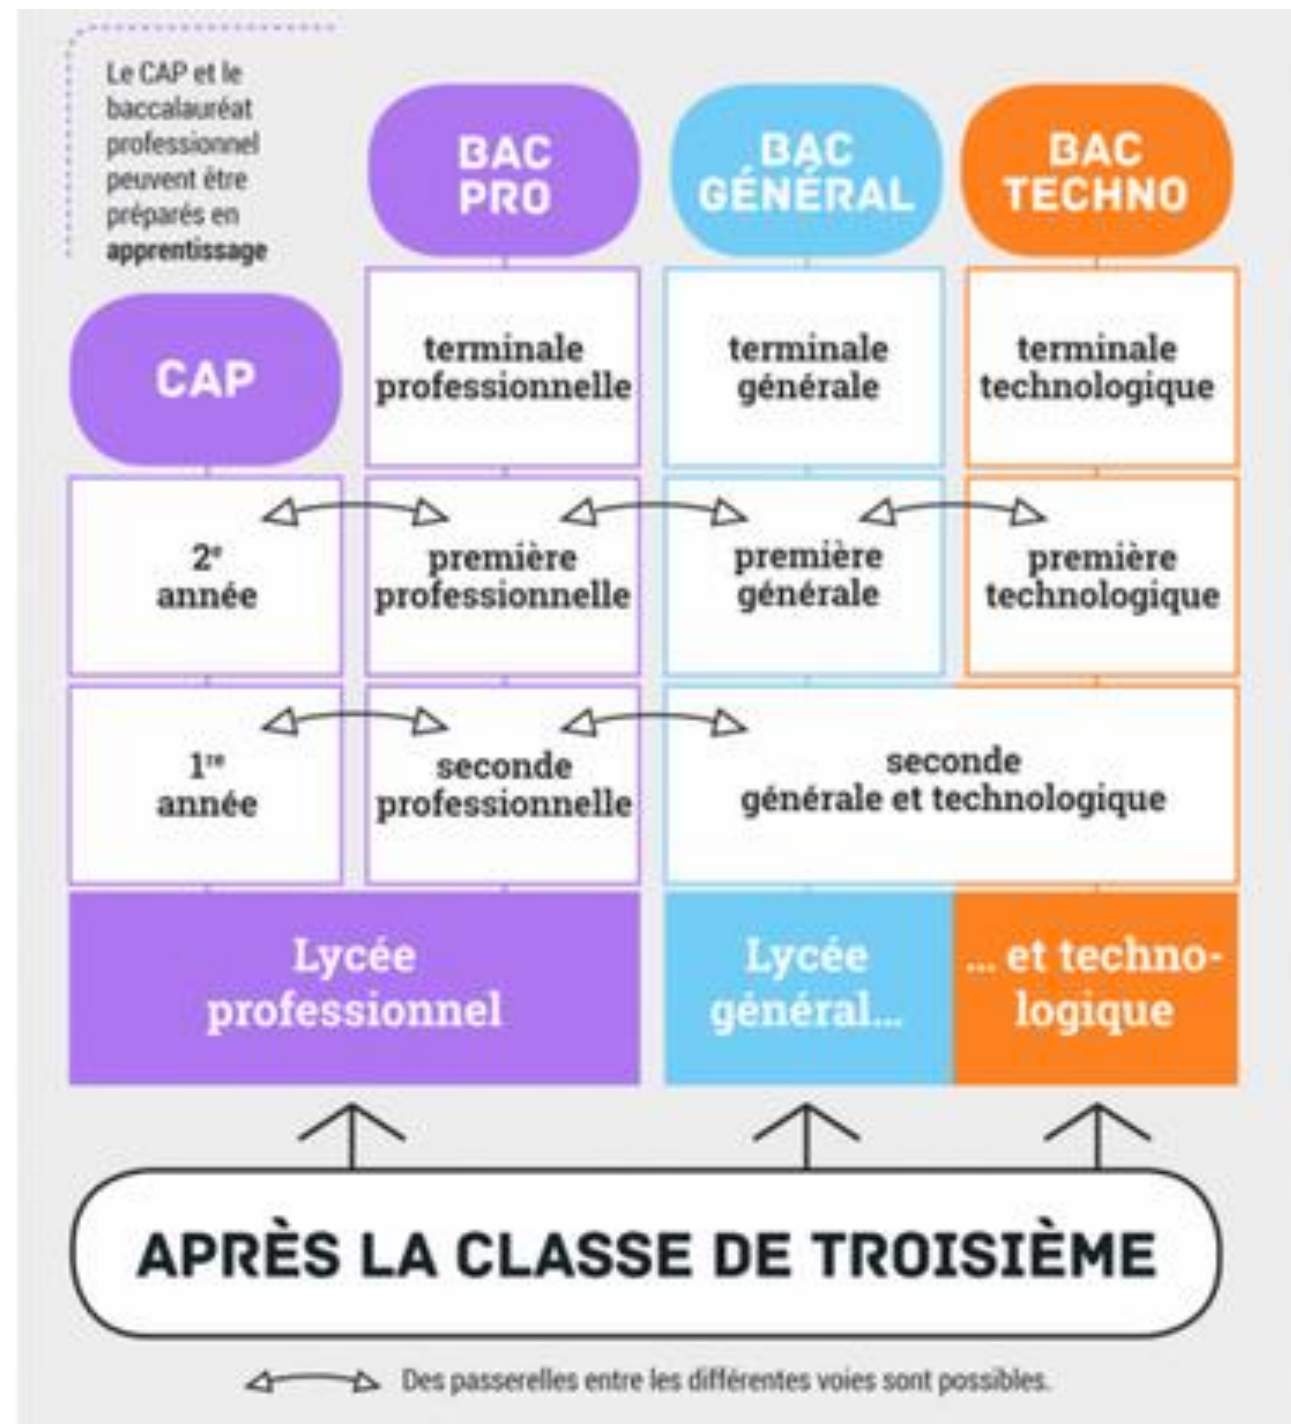 Le CAP et le
baccalauréat
professionnel
peuvent être
préparés en
apprentissage
BAC
PRO
BAC
GÉNÉRAL
BAC
TECHNO
CAP
terminale
professionnelle
terminale
générale
terminale
technologique
2e
année
première
professionnelle
première
générale
première
technologique
1re
année
seconde
professionnelle
seconde
générale et technologique
Lycée
professionnel
Lycée
général...
... et techno-
logique
APRÈS LA CLASSE DE TROISIÈME
Des passerelles entre les différentes voies sont possibles.